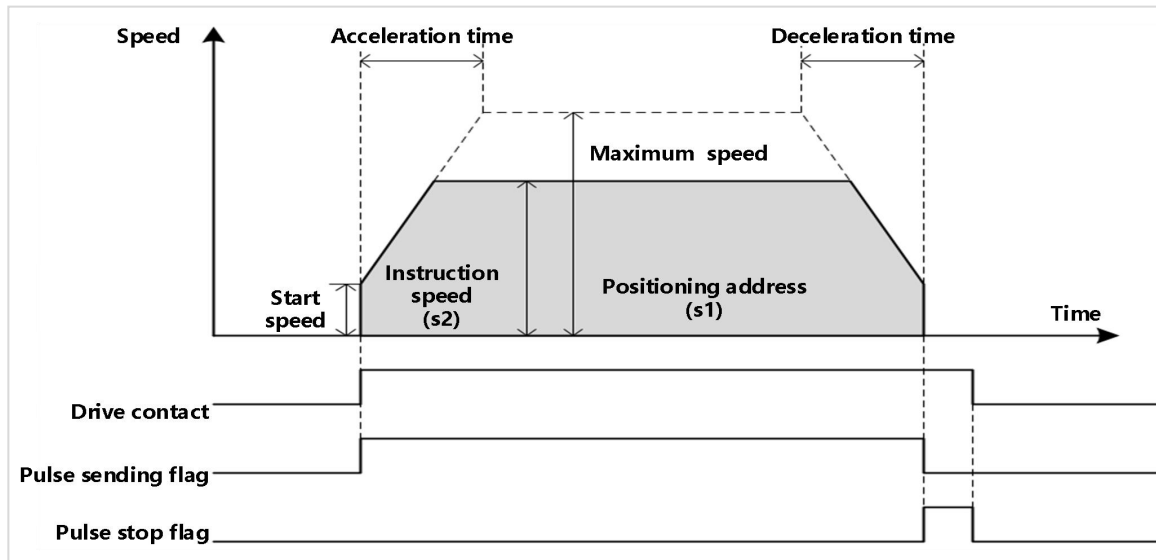 Speed
Acceleration time
Deceleration time
Maximum speed
Instruction
speed
(s2)
Positioning address
(s1)
Start
speed
Time
Drive contact
Pulse sending flag
Pulse stop flag